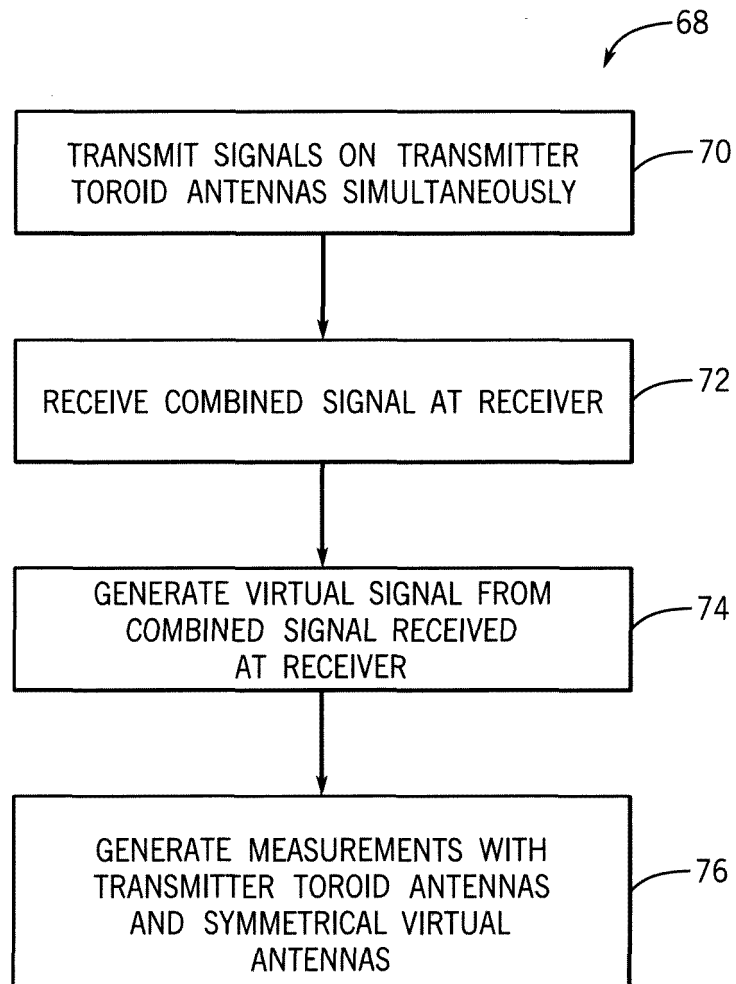 68
TRANSMIT SIGNALS ON TRANSMITTER
TOROID ANTENNAS SIMULTANEOUSLY
70
RECEIVE COMBINED SIGNAL AT RECEIVER
72
GENERATE VIRTUAL SIGNAL FROM
COMBINED SIGNAL RECEIVED
AT RECEIVER
74
GENERATE MEASUREMENTS WITH
TRANSMITTER TOROID ANTENNAS
AND SYMMETRICAL VIRTUAL
ANTENNAS
76